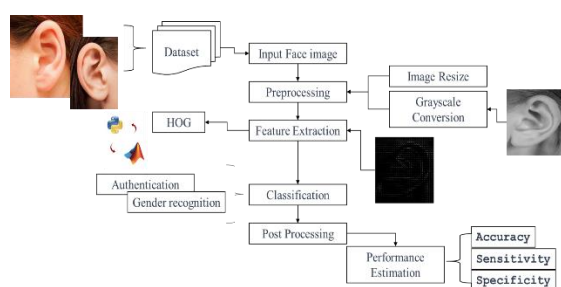 Dataset
Input Face image
Image Resize
Preprocessing
Grayscale
Conversion
HOG
Feature Extraction
Authentication
Gender recognition
Classification
Post Processing
Performance
Estimation
Accuracy
Sensitivity
Specificity